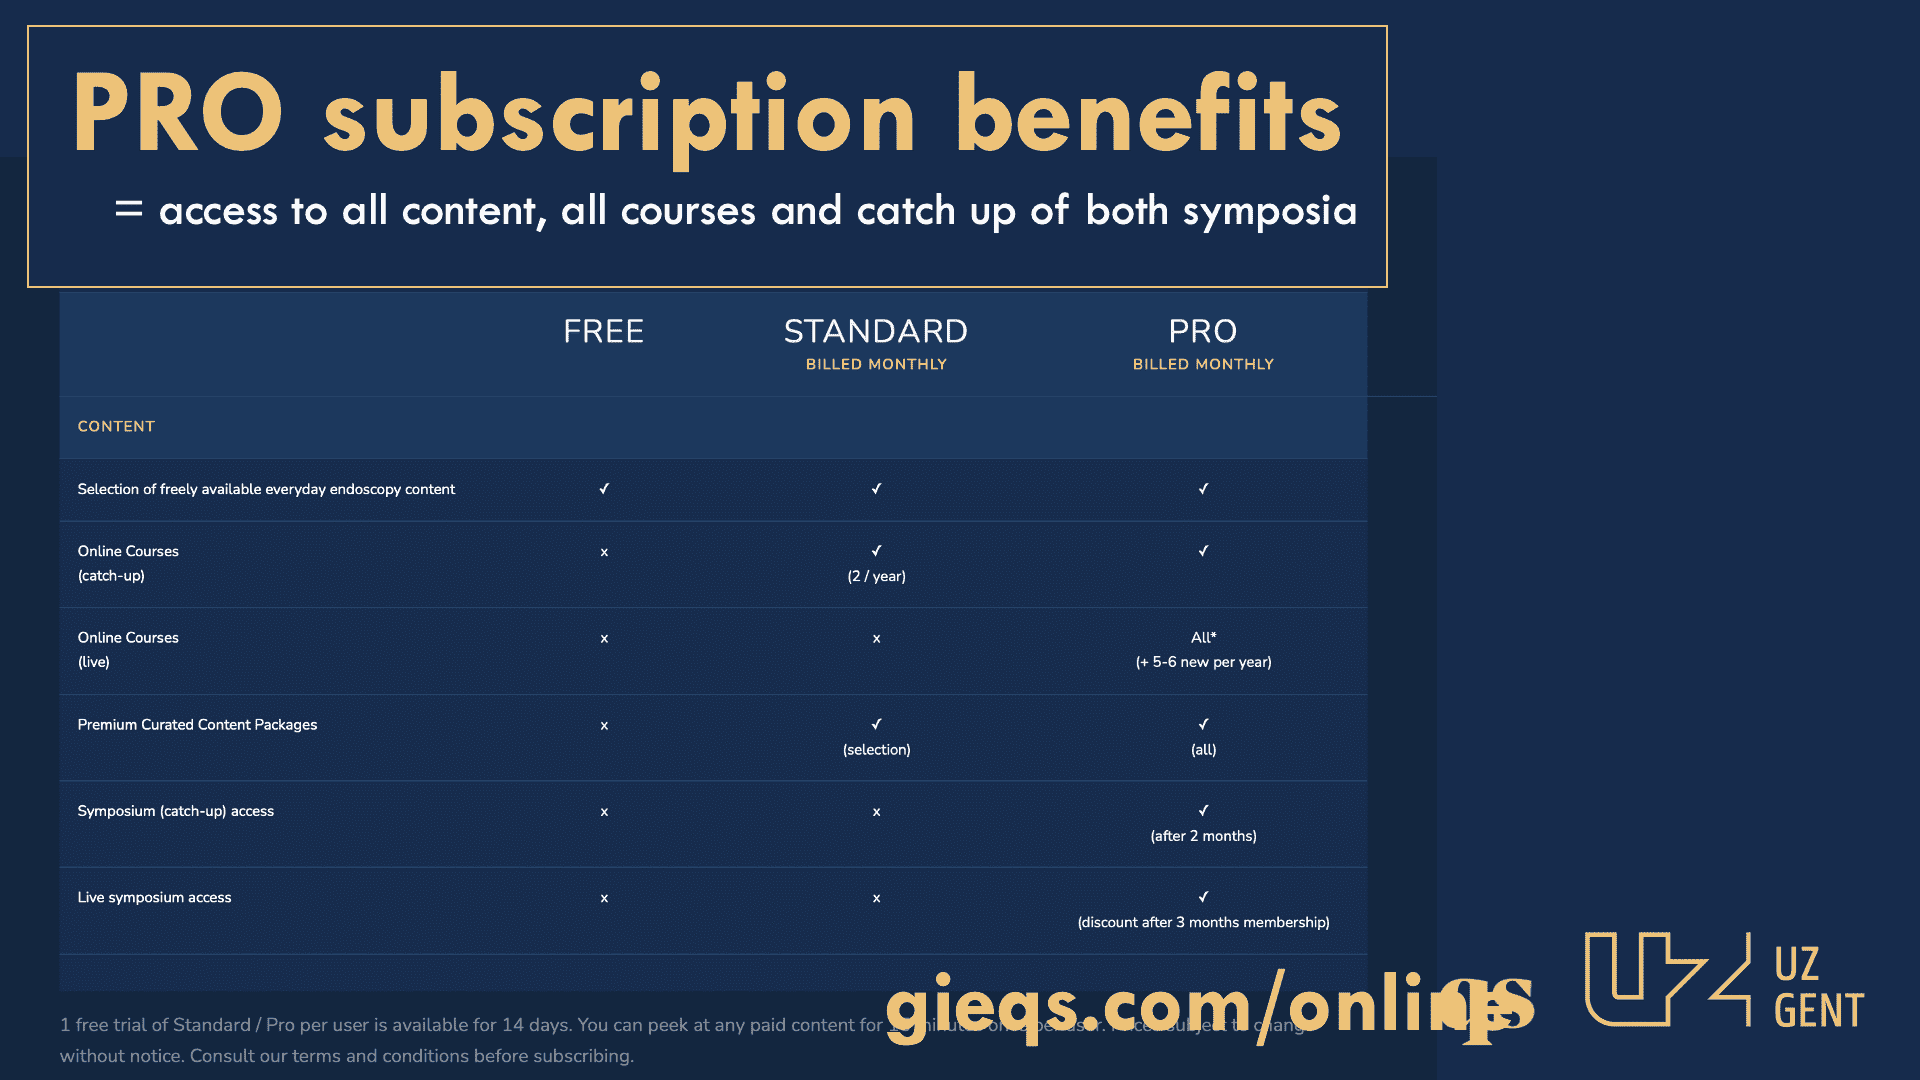 PRO subscription benefits
= access to all content, all courses and catch up of both symposia
FREE STANDARD PRO
BILLED MONTHLY BILLED MONTHLY
CONTENT
Selection of freely available everyday endoscopy content ✓ ✓ ✓
Online Courses x ✓ ✓
(catch-up) (2 / year)
Online Courses x x All*
(live) (+ 5-6 new per year)
Premium Curated Content Packages x ✓ ✓
(selection) (all)
Symposium (catch-up) access x x ✓
(after 2 months)
Live symposium access x x ✓
(discount after 3 months membership)
gieqs.com/online
qs
UZ
GENT
1 free trial of Standard / Pro per user is available for 14 days. You can peek at any paid content for
without notice. Consult our terms and conditions before subscribing.